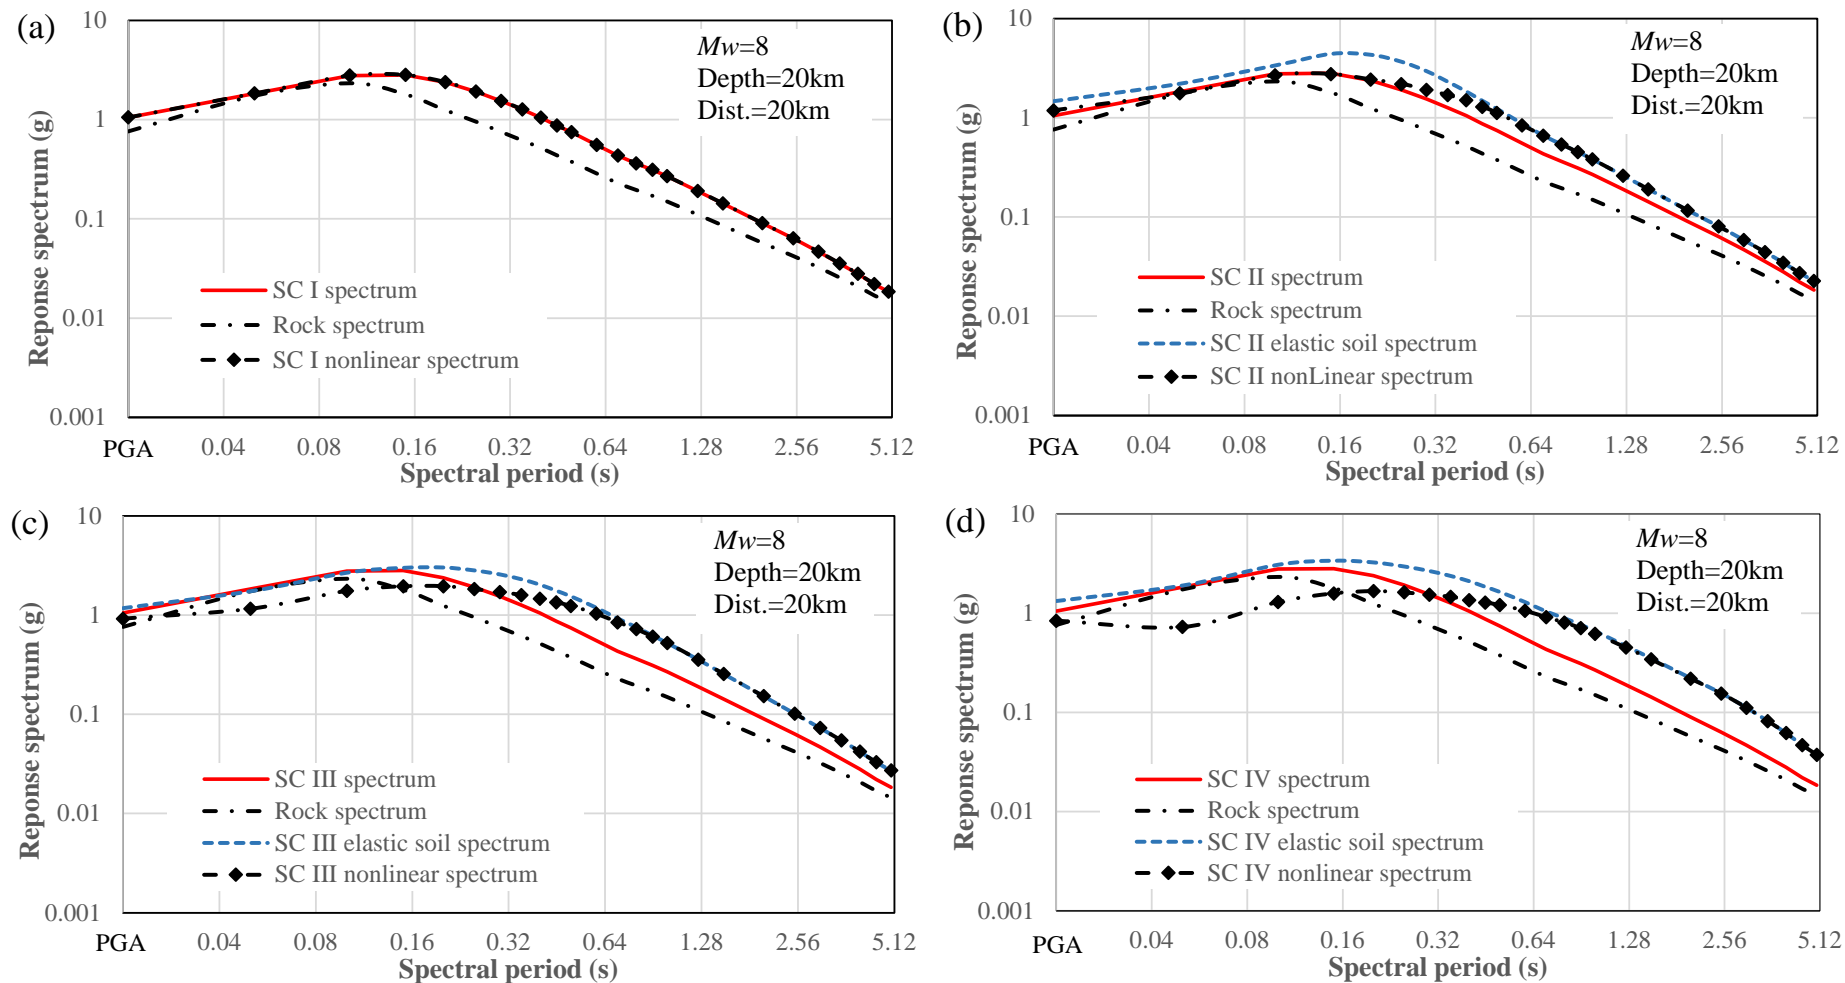 (a)
10
1
0.1
0.01
0.001
Reponse spectrum (g)
Mw=8
Depth=20km
Dist.=20km
SC I spectrum
Rock spectrum
SC I nonlinear spectrum
PGA 0.04 0.08 0.16 0.32 0.64 1.28 2.56 5.12
Spectral period (s)
(b)
10
1
0.1
0.01
0.001
Reponse spectrum (g)
Mw=8
Depth=20km
Dist.=20km
SC II spectrum
Rock spectrum
SC II elastic soil spectrum
SC II nonLinear spectrum
PGA 0.04 0.08 0.16 0.32 0.64 1.28 2.56 5.12
Spectral period (s)
(c)
10
1
0.1
0.01
0.001
Reponse spectrum (g)
Mw=8
Depth=20km
Dist.=20km
SC III spectrum
Rock spectrum
SC III elastic soil spectrum
SC III nonlinear spectrum
PGA 0.04 0.08 0.16 0.32 0.64 1.28 2.56 5.12
Spectral period (s)
(d)
10
1
0.1
0.01
0.001
Reponse spectrum (g)
Mw=8
Depth=20km
Dist.=20km
SC IV spectrum
Rock spectrum
SC IV elastic soil spectrum
SC IV nonlinear spectrum
PGA 0.04 0.08 0.16 0.32 0.64 1.28 2.56 5.12
Spectral period (s)